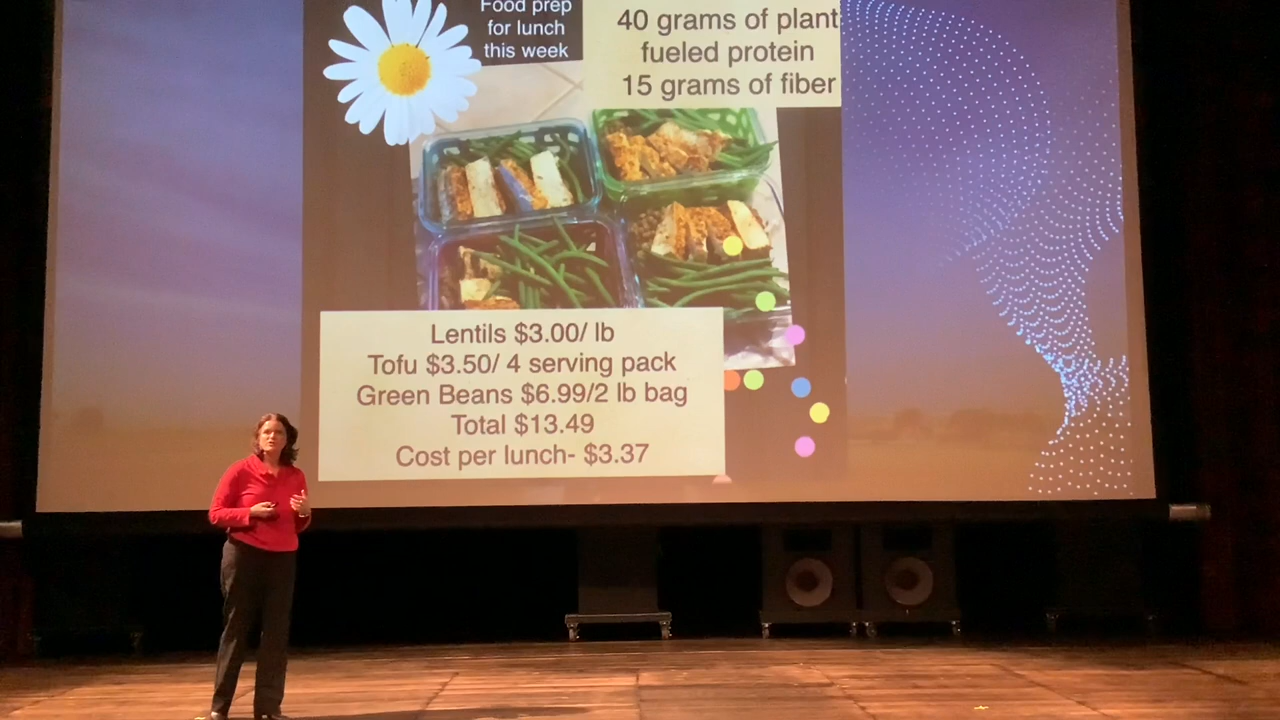 Food prep
for lunch
this week
40 grams of plant
fueled protein
15 grams of fiber
Lentils $3.00/ lb
Tofu $3.50/ 4 serving pack
Green Beans $6.99/2 lb bag
Total $13.49
Cost per lunch- $3.37